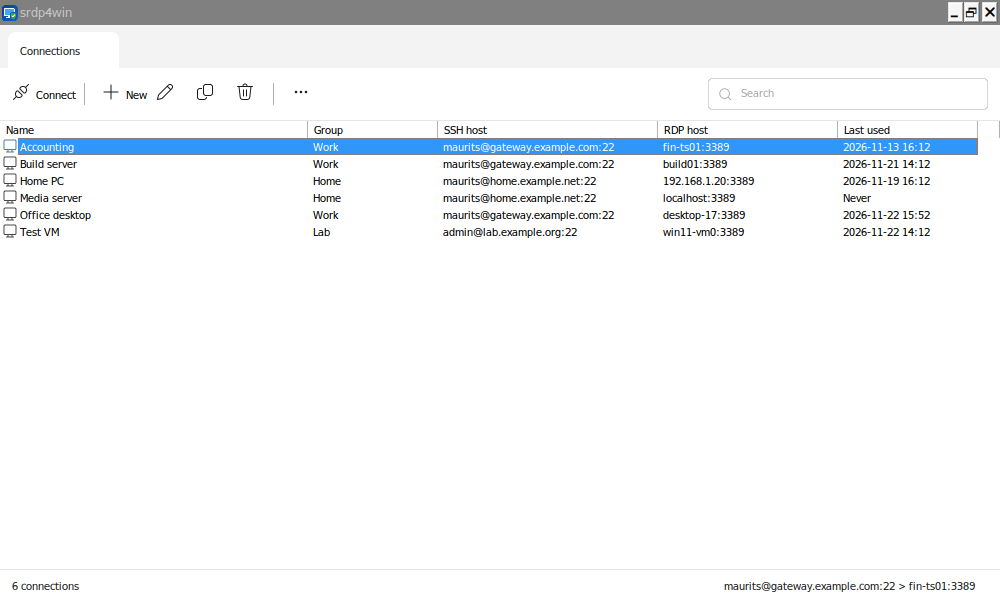 srdp4win
Connections
Connect New Search
Name Group SSH host RDP host Last used
Accounting Work maurits@gateway.example.com:22 fin-ts01:3389 2026-11-13 16:12
Build server Work maurits@gateway.example.com:22 build01:3389 2026-11-21 14:12
Home PC Home maurits@home.example.net:22 192.168.1.20:3389 2026-11-19 16:12
Media server Home maurits@home.example.net:22 localhost:3389 Never
Office desktop Work maurits@gateway.example.com:22 desktop-17:3389 2026-11-22 15:52
Test VM Lab admin@lab.example.org:22 win11-vm0:3389 2026-11-22 14:12
6 connections maurits@gateway.example.com:22 > fin-ts01:3389